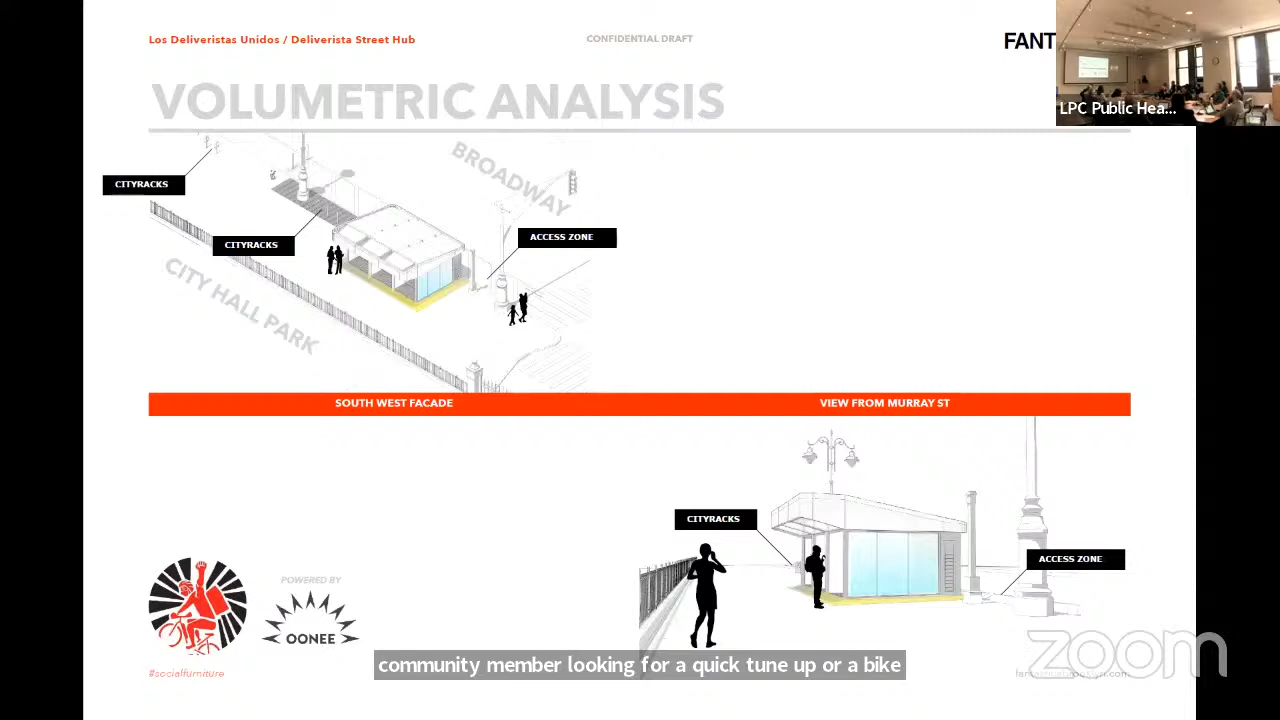 Los Deliveristas Unidos / Deliverista Street Hub
CONFIDENTIAL DRAFT
FANT
LPC Public Hea...
VOLUMETRIC ANALYSIS
BROADWAY
CITYRACKS
CITYRACKS
ACCESS ZONE
CITY HALL PARK
SOUTH WEST FACADE
VIEW FROM MURRAY ST
CITYRACKS
ACCESS ZONE
POWERED BY
OONEE
community member looking for a quick tune up or a bike
zoom
#socialfurniture